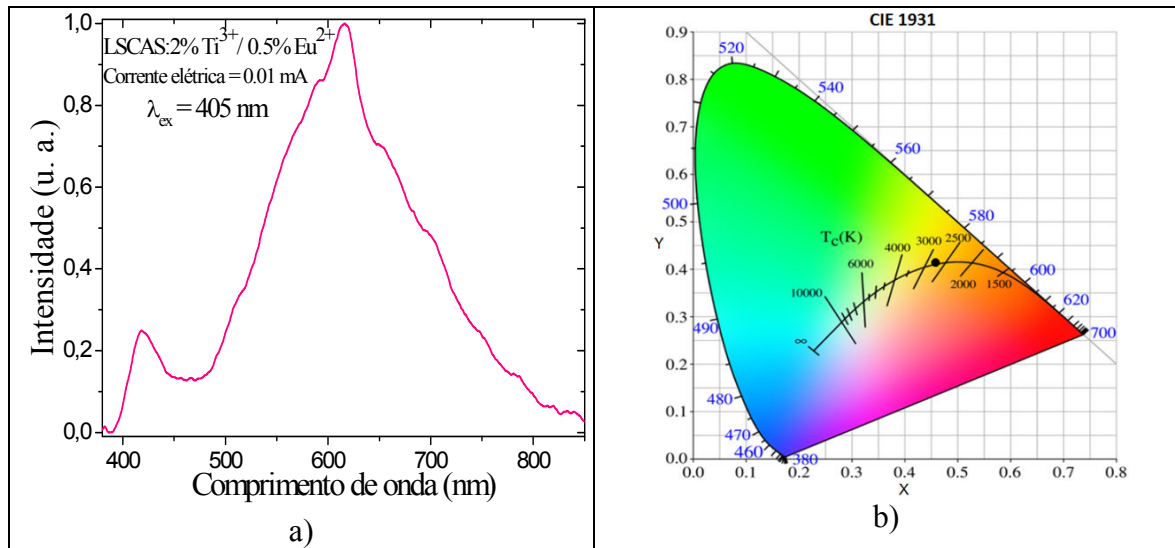 LSCAS:2% Ti³⁺/ 0.5% Eu²⁺
Corrente elétrica = 0.01 mA
λex = 405 nm
Intensidade (u. a.)
1,0
1,0
0,8
0,6
0,4
0,2
0,0
400 500 600 700 800
Comprimento de onda (nm)
a)
CIE 1931
0.9
0.8
0.7
0.6
0.5
Y
0.4
0.3
0.2
0.1
0.0
0.0 0.1 0.2 0.3 0.4 0.5 0.6 0.7 0.8
X
520
540
560
580
600
620
700
500
490
480
470
460
380
Tc(K)
∞
10000
6000
4000
3000
2500
2000
1500
b)